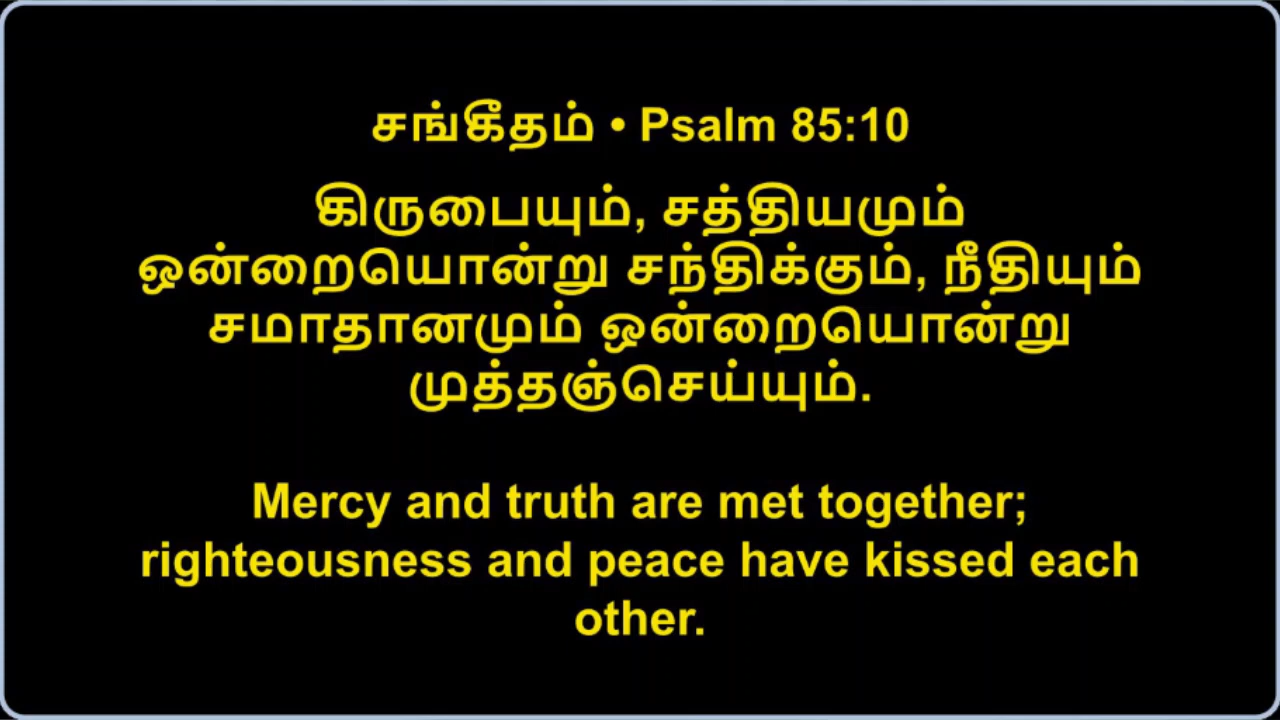 சங்கீதம் • Psalm 85:10
கிருபையும், சத்தியமும்
ஒன்றையொன்று சந்திக்கும், நீதியும்
சமாதானமும் ஒன்றையொன்று
முத்தஞ்செய்யும்.
Mercy and truth are met together;
righteousness and peace have kissed each
other.